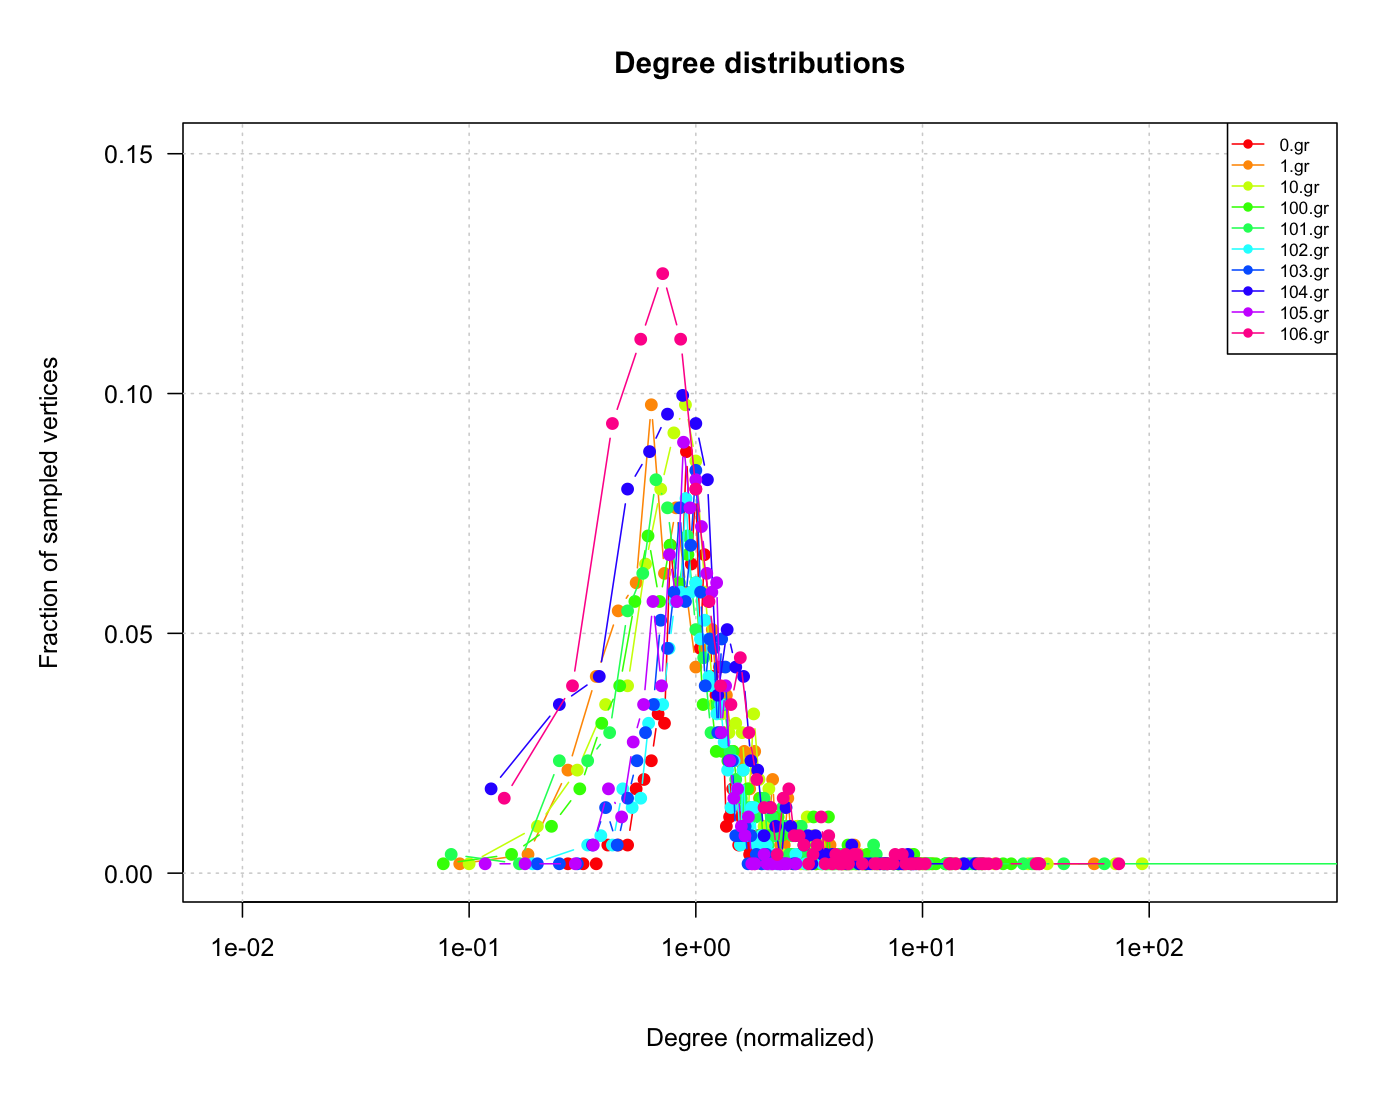 Degree distributions
Fraction of sampled vertices
0.15
0.10
0.05
0.00
1e-02 1e-01 1e+00 1e+01 1e+02
Degree (normalized)
0.gr
1.gr
10.gr
100.gr
101.gr
102.gr
103.gr
104.gr
105.gr
106.gr